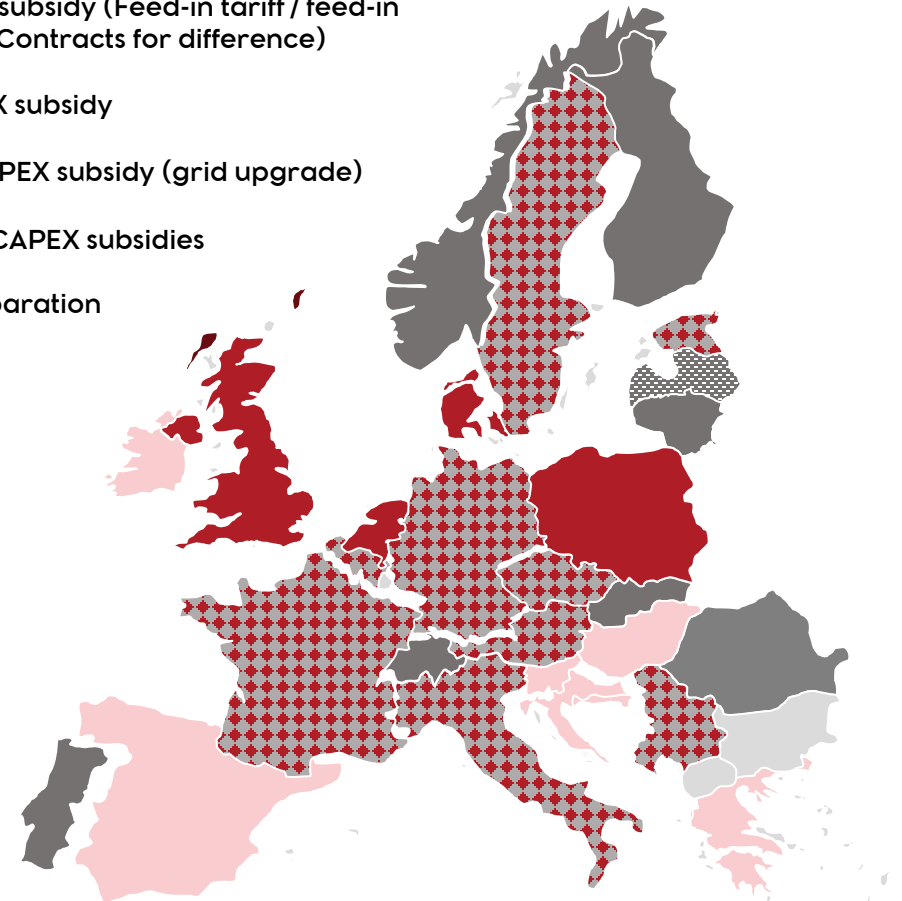 subsidy (Feed-in tariff / feed-in
Contracts for difference)
X subsidy
PEX subsidy (grid upgrade)
CAPEX subsidies
paration